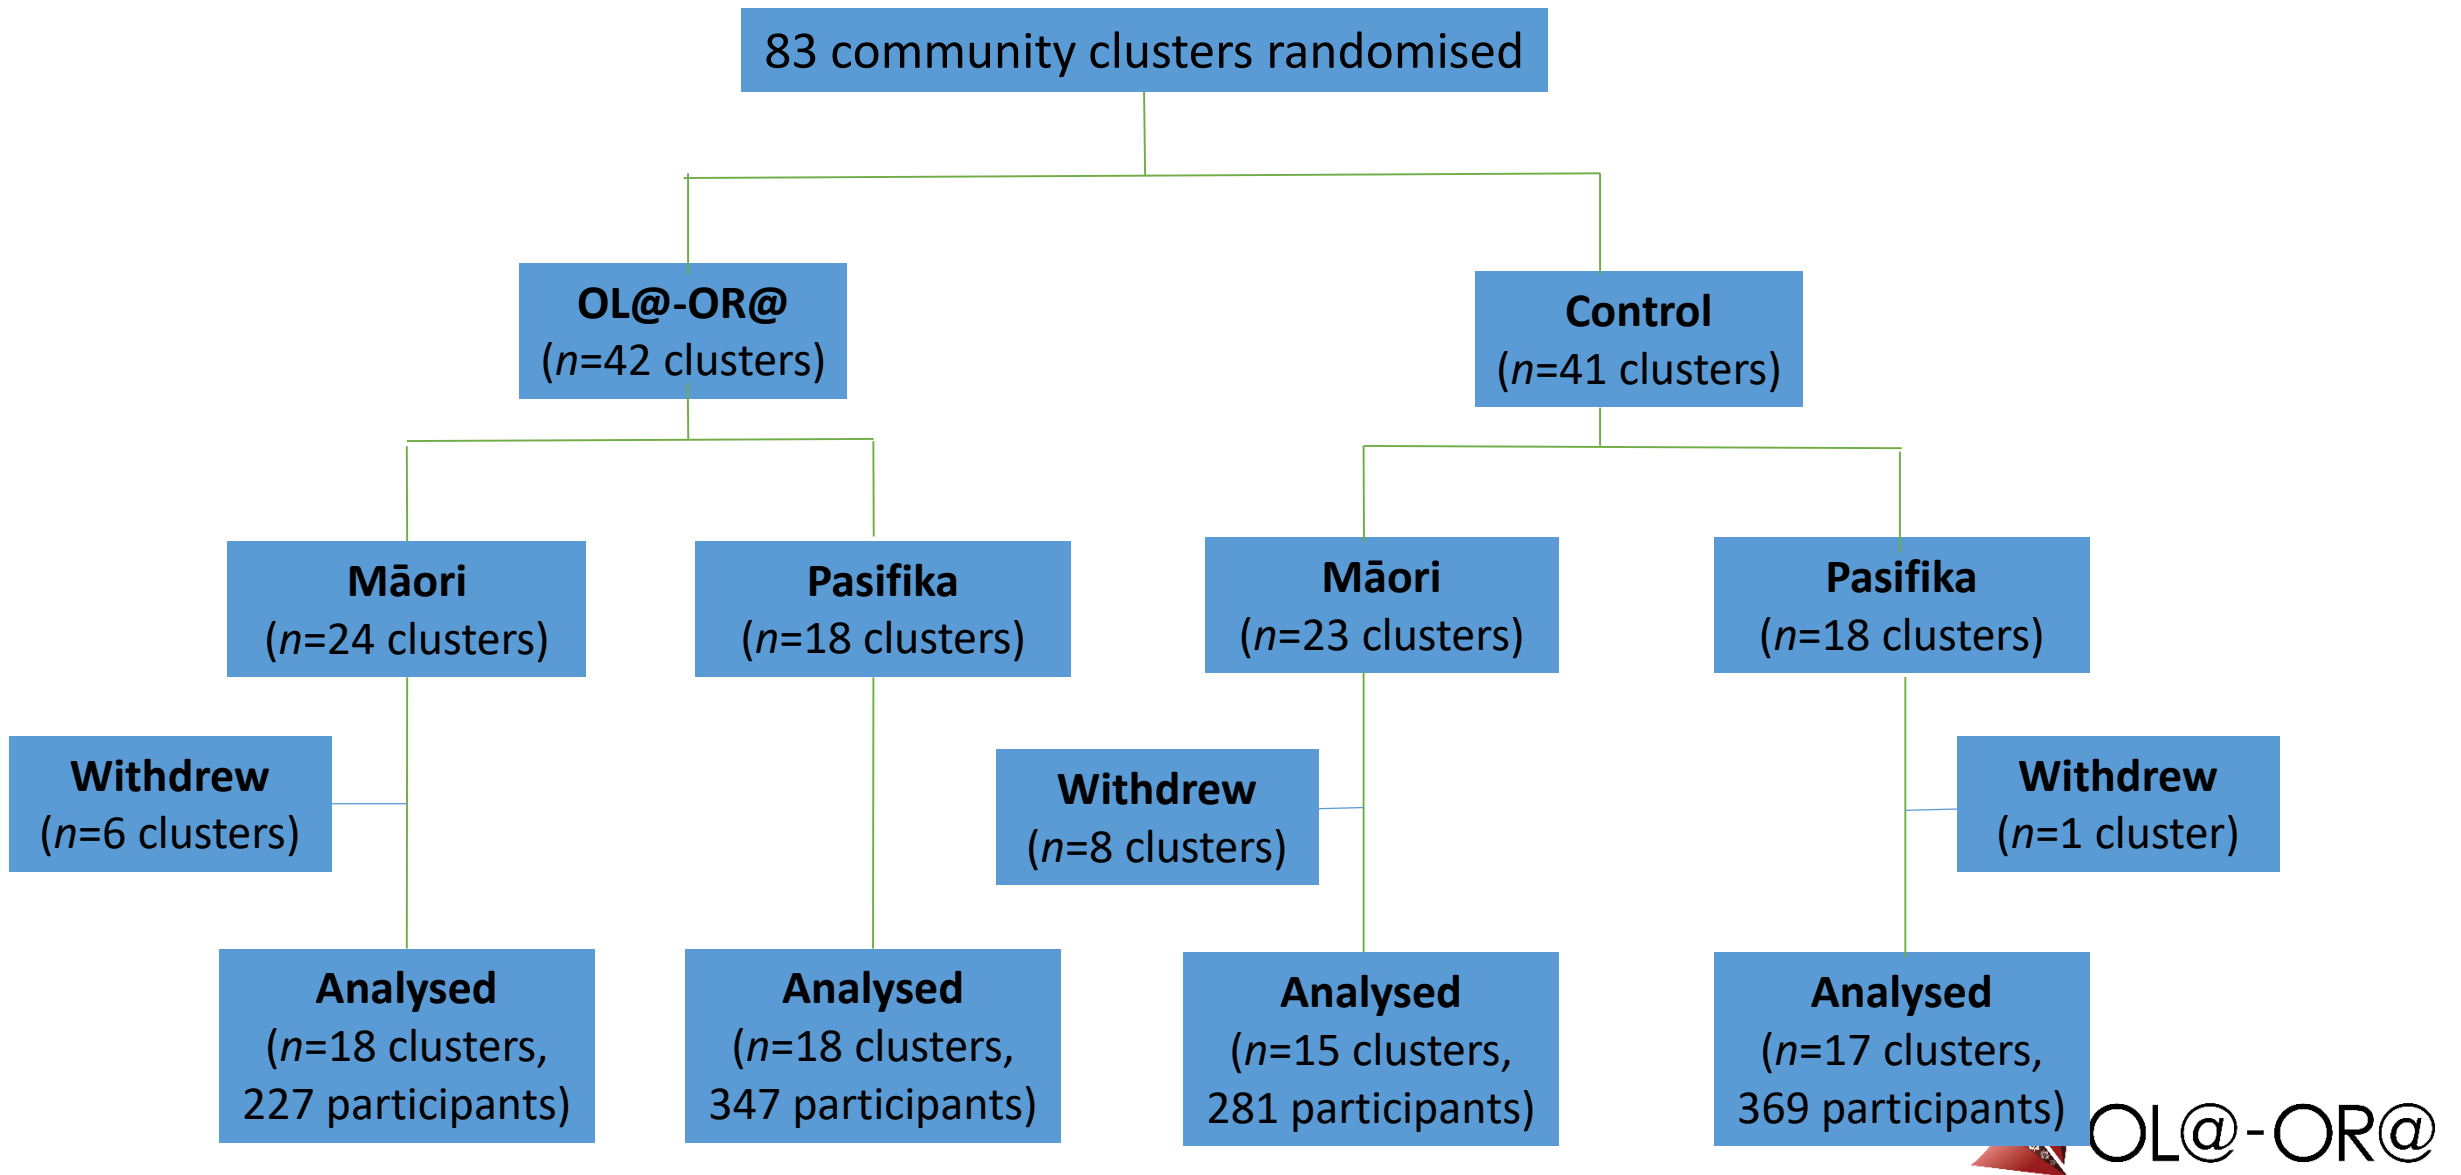 83 community clusters randomised
OL@-OR@
(n=42 clusters)
Control
(n=41 clusters)
Māori
(n=24 clusters)
Pasifika
(n=18 clusters)
Māori
(n=23 clusters)
Pasifika
(n=18 clusters)
Withdrew
(n=6 clusters)
Withdrew
(n=8 clusters)
Withdrew
(n=1 cluster)
Analysed
(n=18 clusters,
227 participants)
Analysed
(n=18 clusters,
347 participants)
Analysed
(n=15 clusters,
281 participants)
Analysed
(n=17 clusters,
369 participants)
OL@-OR@